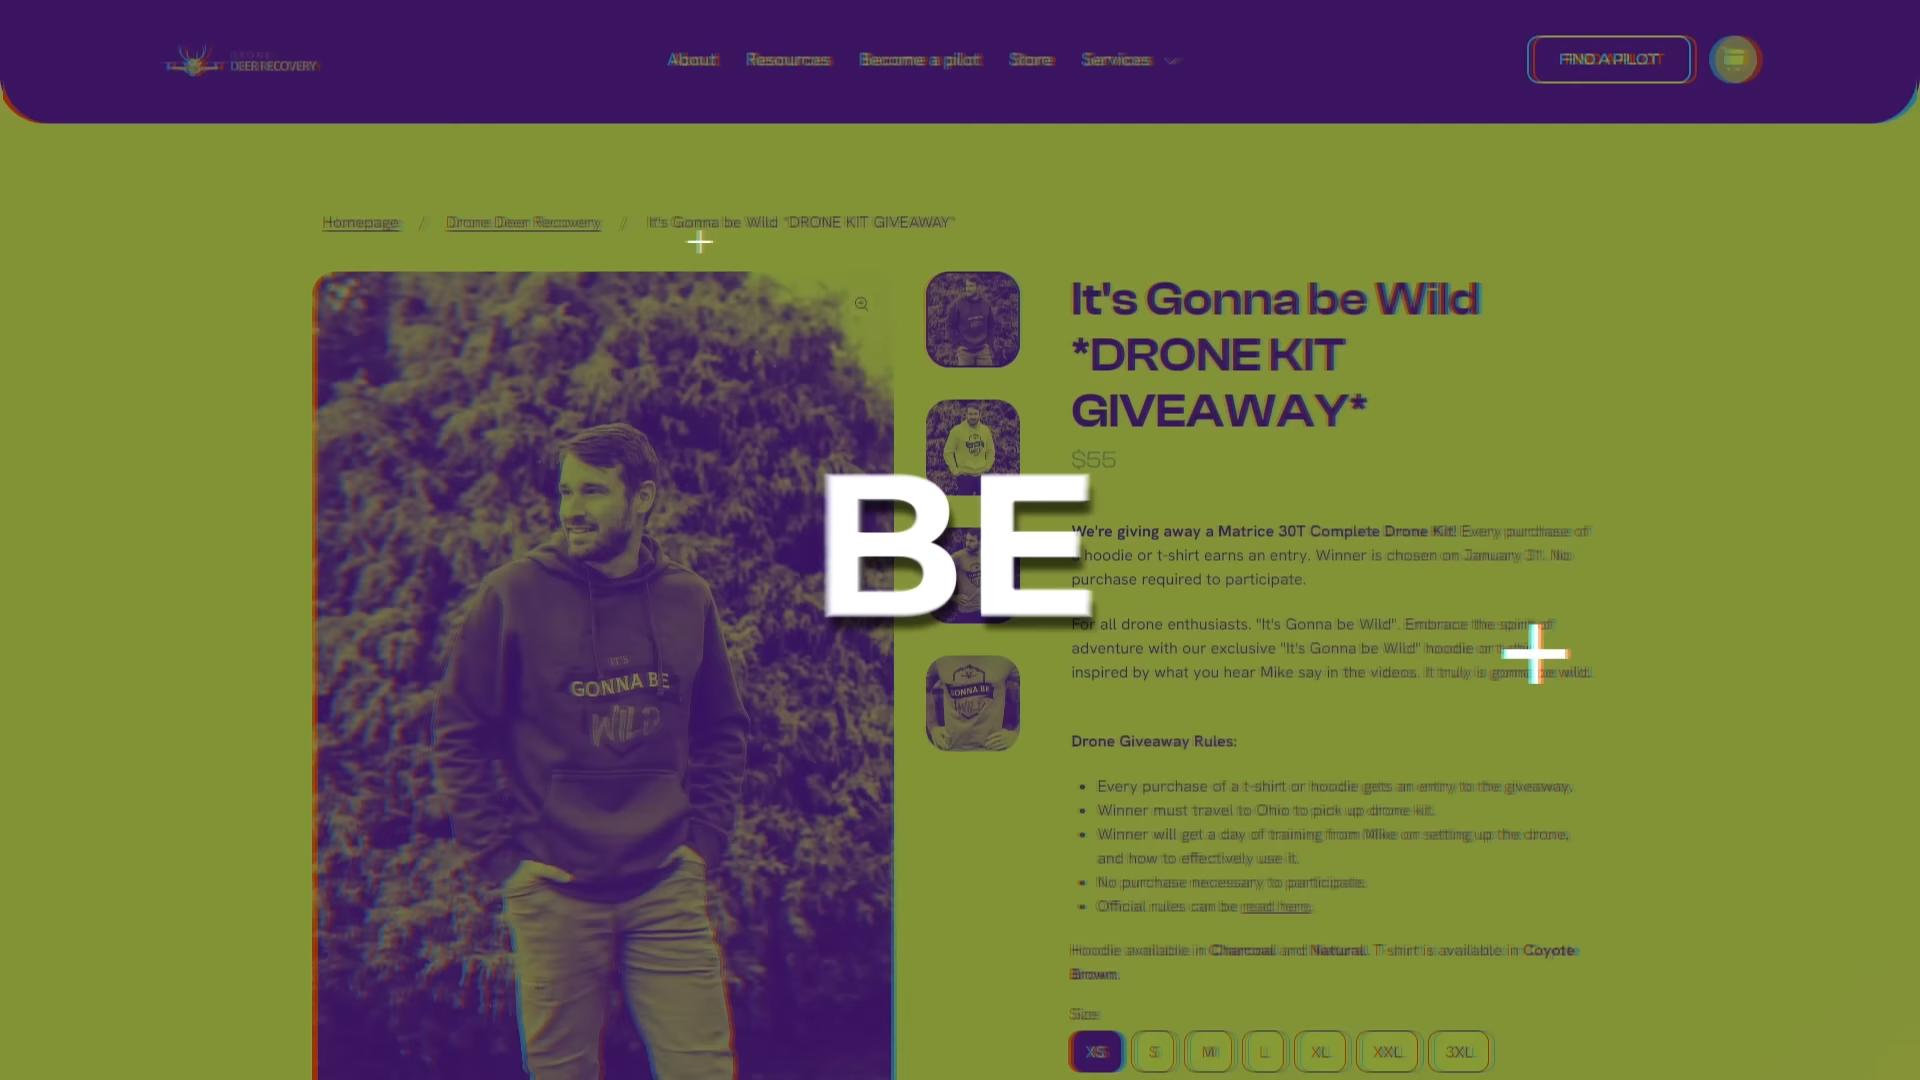 DRONE
DEER RECOVERY
About Resources Become a pilot Store Services
FIND A PILOT
Homepage / Drone Deer Recovery / It's Gonna be Wild *DRONE KIT GIVEAWAY*
It's Gonna be Wild
*DRONE KIT
GIVEAWAY*
$55
BE
We're giving away a Matrice 30T Complete Drone Kit! Every purchase of
hoodie or t-shirt earns an entry. Winner is chosen on January 31. No
purchase required to participate.
For all drone enthusiasts. "It's Gonna be Wild". Embrace the spirit of
adventure with our exclusive "It's Gonna be Wild" hoodie or
inspired by what you hear Mike say in the videos. It truly is gonna be wild.
IT'S
GONNA BE
WILD
GONNA BE
WILD
Drone Giveaway Rules:
• Every purchase of a t-shirt or hoodie gets an entry to the giveaway.
• Winner must travel to Ohio to pick up drone kit.
• Winner will get a day of training from Mike on setting up the drone,
and how to effectively use it.
• No purchase necessary to participate.
• Official rules can be read here.
Hoodie available in Charcoal and Natural. T-shirt is available in Coyote
Brown.
Size:
XS S M L XL XXL 3XL